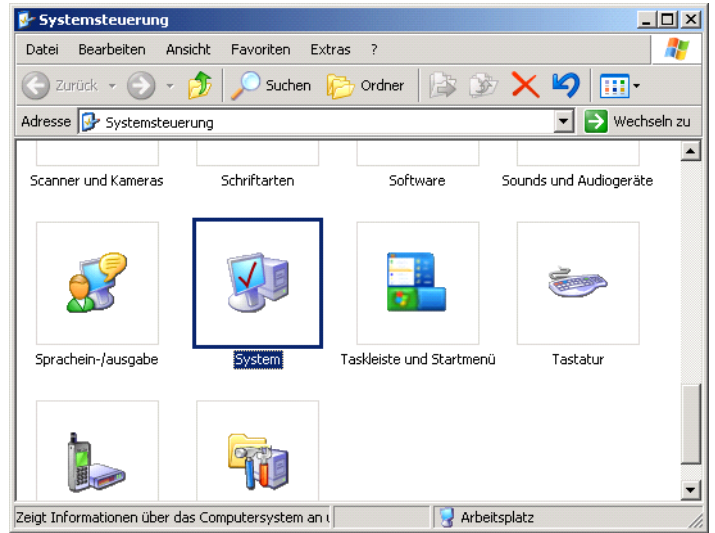 Systemsteuerung
Datei Bearbeiten Ansicht Favoriten Extras ?
Zurück Suchen Ordner
Adresse Systemsteuerung Wechseln zu
Scanner und Kameras Schriftarten Software Sounds und Audiogeräte
Sprachein-/ausgabe System Taskleiste und Startmenü Tastatur
Zeigt Informationen über das Computersystem an Arbeitsplatz